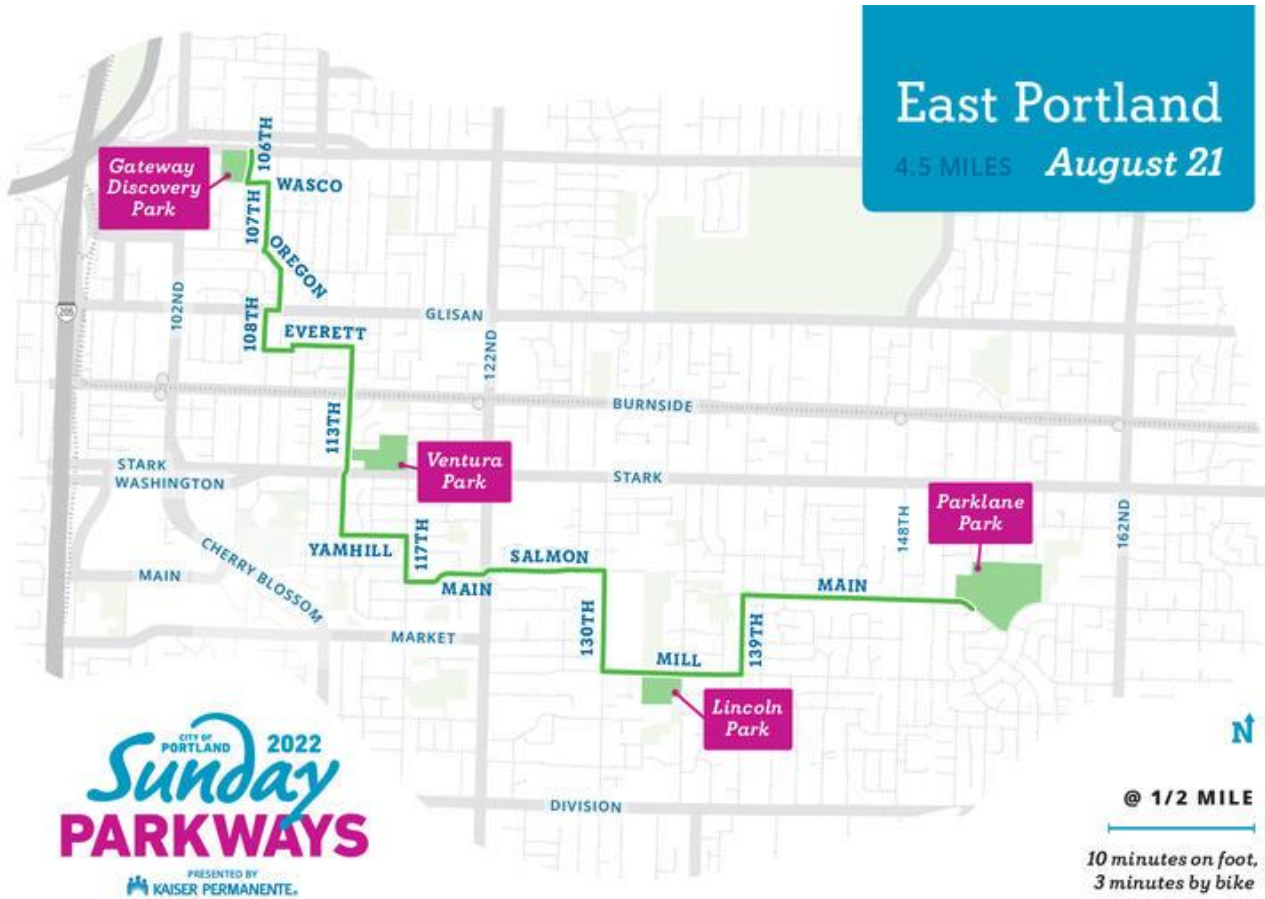 East Portland
4.5 MILES August 21
106TH
Gateway
Discovery
Park
WASCO
107TH
OREGON
102ND
205
108TH
GLISAN
EVERETT
122ND
BURNSIDE
113TH
Ventura
Park
STARK
WASHINGTON
STARK
Parklane
Park
148TH
162ND
117TH
YAMHILL
CHERRY BLOSSOM
SALMON
MAIN
MAIN
MAIN
130TH
139TH
MARKET
MILL
Lincoln
Park
N
CITY OF
PORTLAND 2022
Sunday
PARKWAYS
PRESENTED BY
KAISER PERMANENTE®
DIVISION
@ 1/2 MILE
10 minutes on foot,
3 minutes by bike